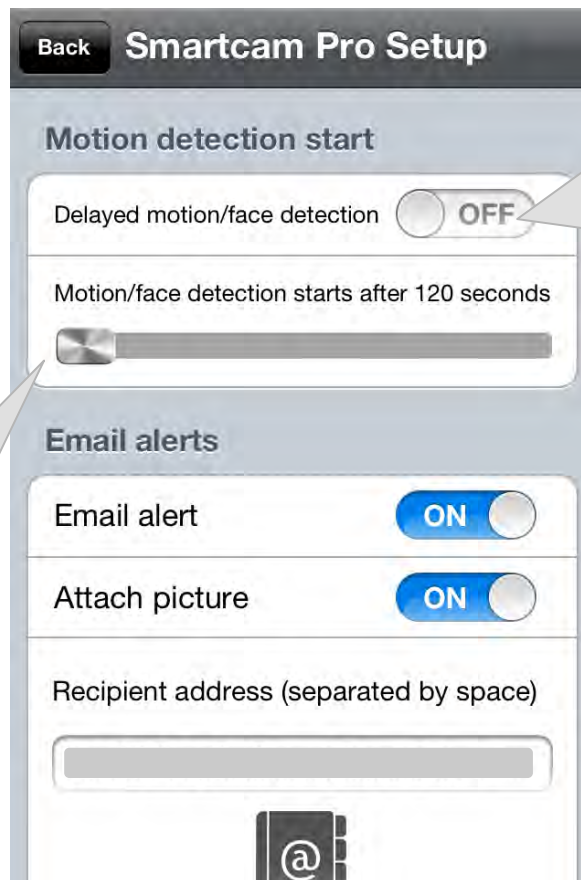 Back Smartcam Pro Setup
Motion detection start
Delayed motion/face detection OFF
Motion/face detection starts after 120 seconds
Email alerts
Email alert ON
Attach picture ON
Recipient address (separated by space)
@